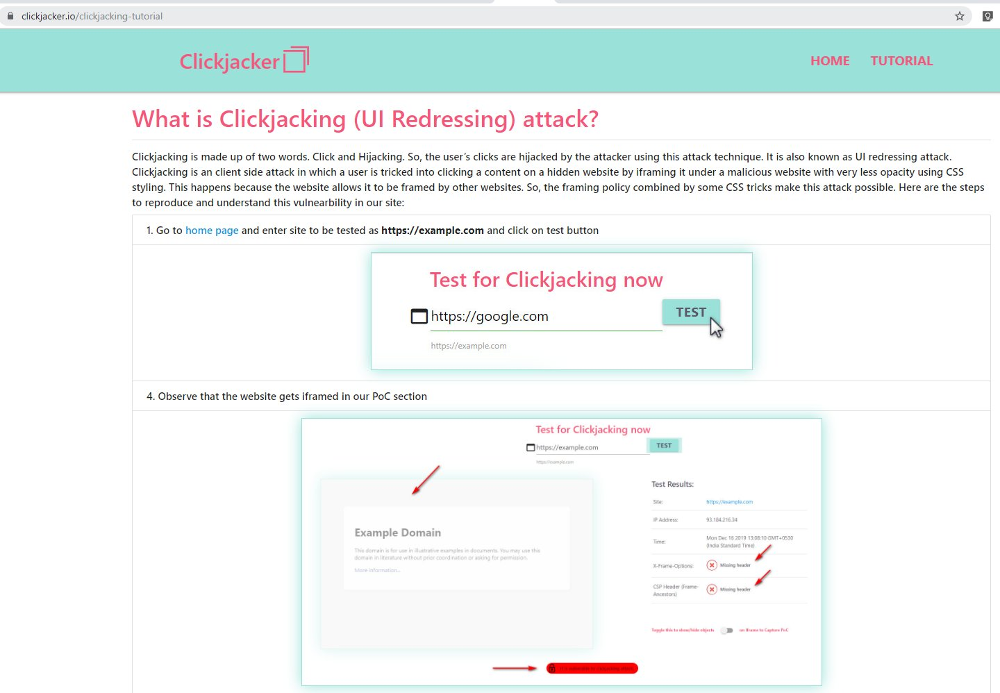 clickjacker.io/clickjacking-tutorial
Clickjacker
HOME
TUTORIAL
What is Clickjacking (UI Redressing) attack?
Clickjacking is made up of two words. Click and Hijacking. So, the user’s clicks are hijacked by the attacker using this attack technique. It is also known as UI redressing attack.
Clickjacking is an client side attack in which a user is tricked into clicking a content on a hidden website by iframing it under a malicious website with very less opacity using CSS
styling. This happens because the website allows it to be framed by other websites. So, the framing policy combined by some CSS tricks make this attack possible. Here are the steps
to reproduce and understand this vulnearbility in our site:
1. Go to home page and enter site to be tested as https://example.com and click on test button
Test for Clickjacking now
https://google.com
TEST
https://example.com
4. Observe that the website gets iframed in our PoC section
Test for Clickjacking now
https://example.com
TEST
https://example.com
Example Domain
This domain is for use in illustrative examples in documents. You may use this
domain in literature without prior coordination or asking for permission.
More information...
Test Results:
Site: https://example.com
IP Address: 93.184.216.34
Time: Mon Dec 16 2019 13:08:10 GMT+0530
(India Standard Time)
X-Frame-Options: Missing header
CSP Header (Frame-
Ancestors) Missing header
Toggle this to show/hide objects on Iframe to Capture PoC